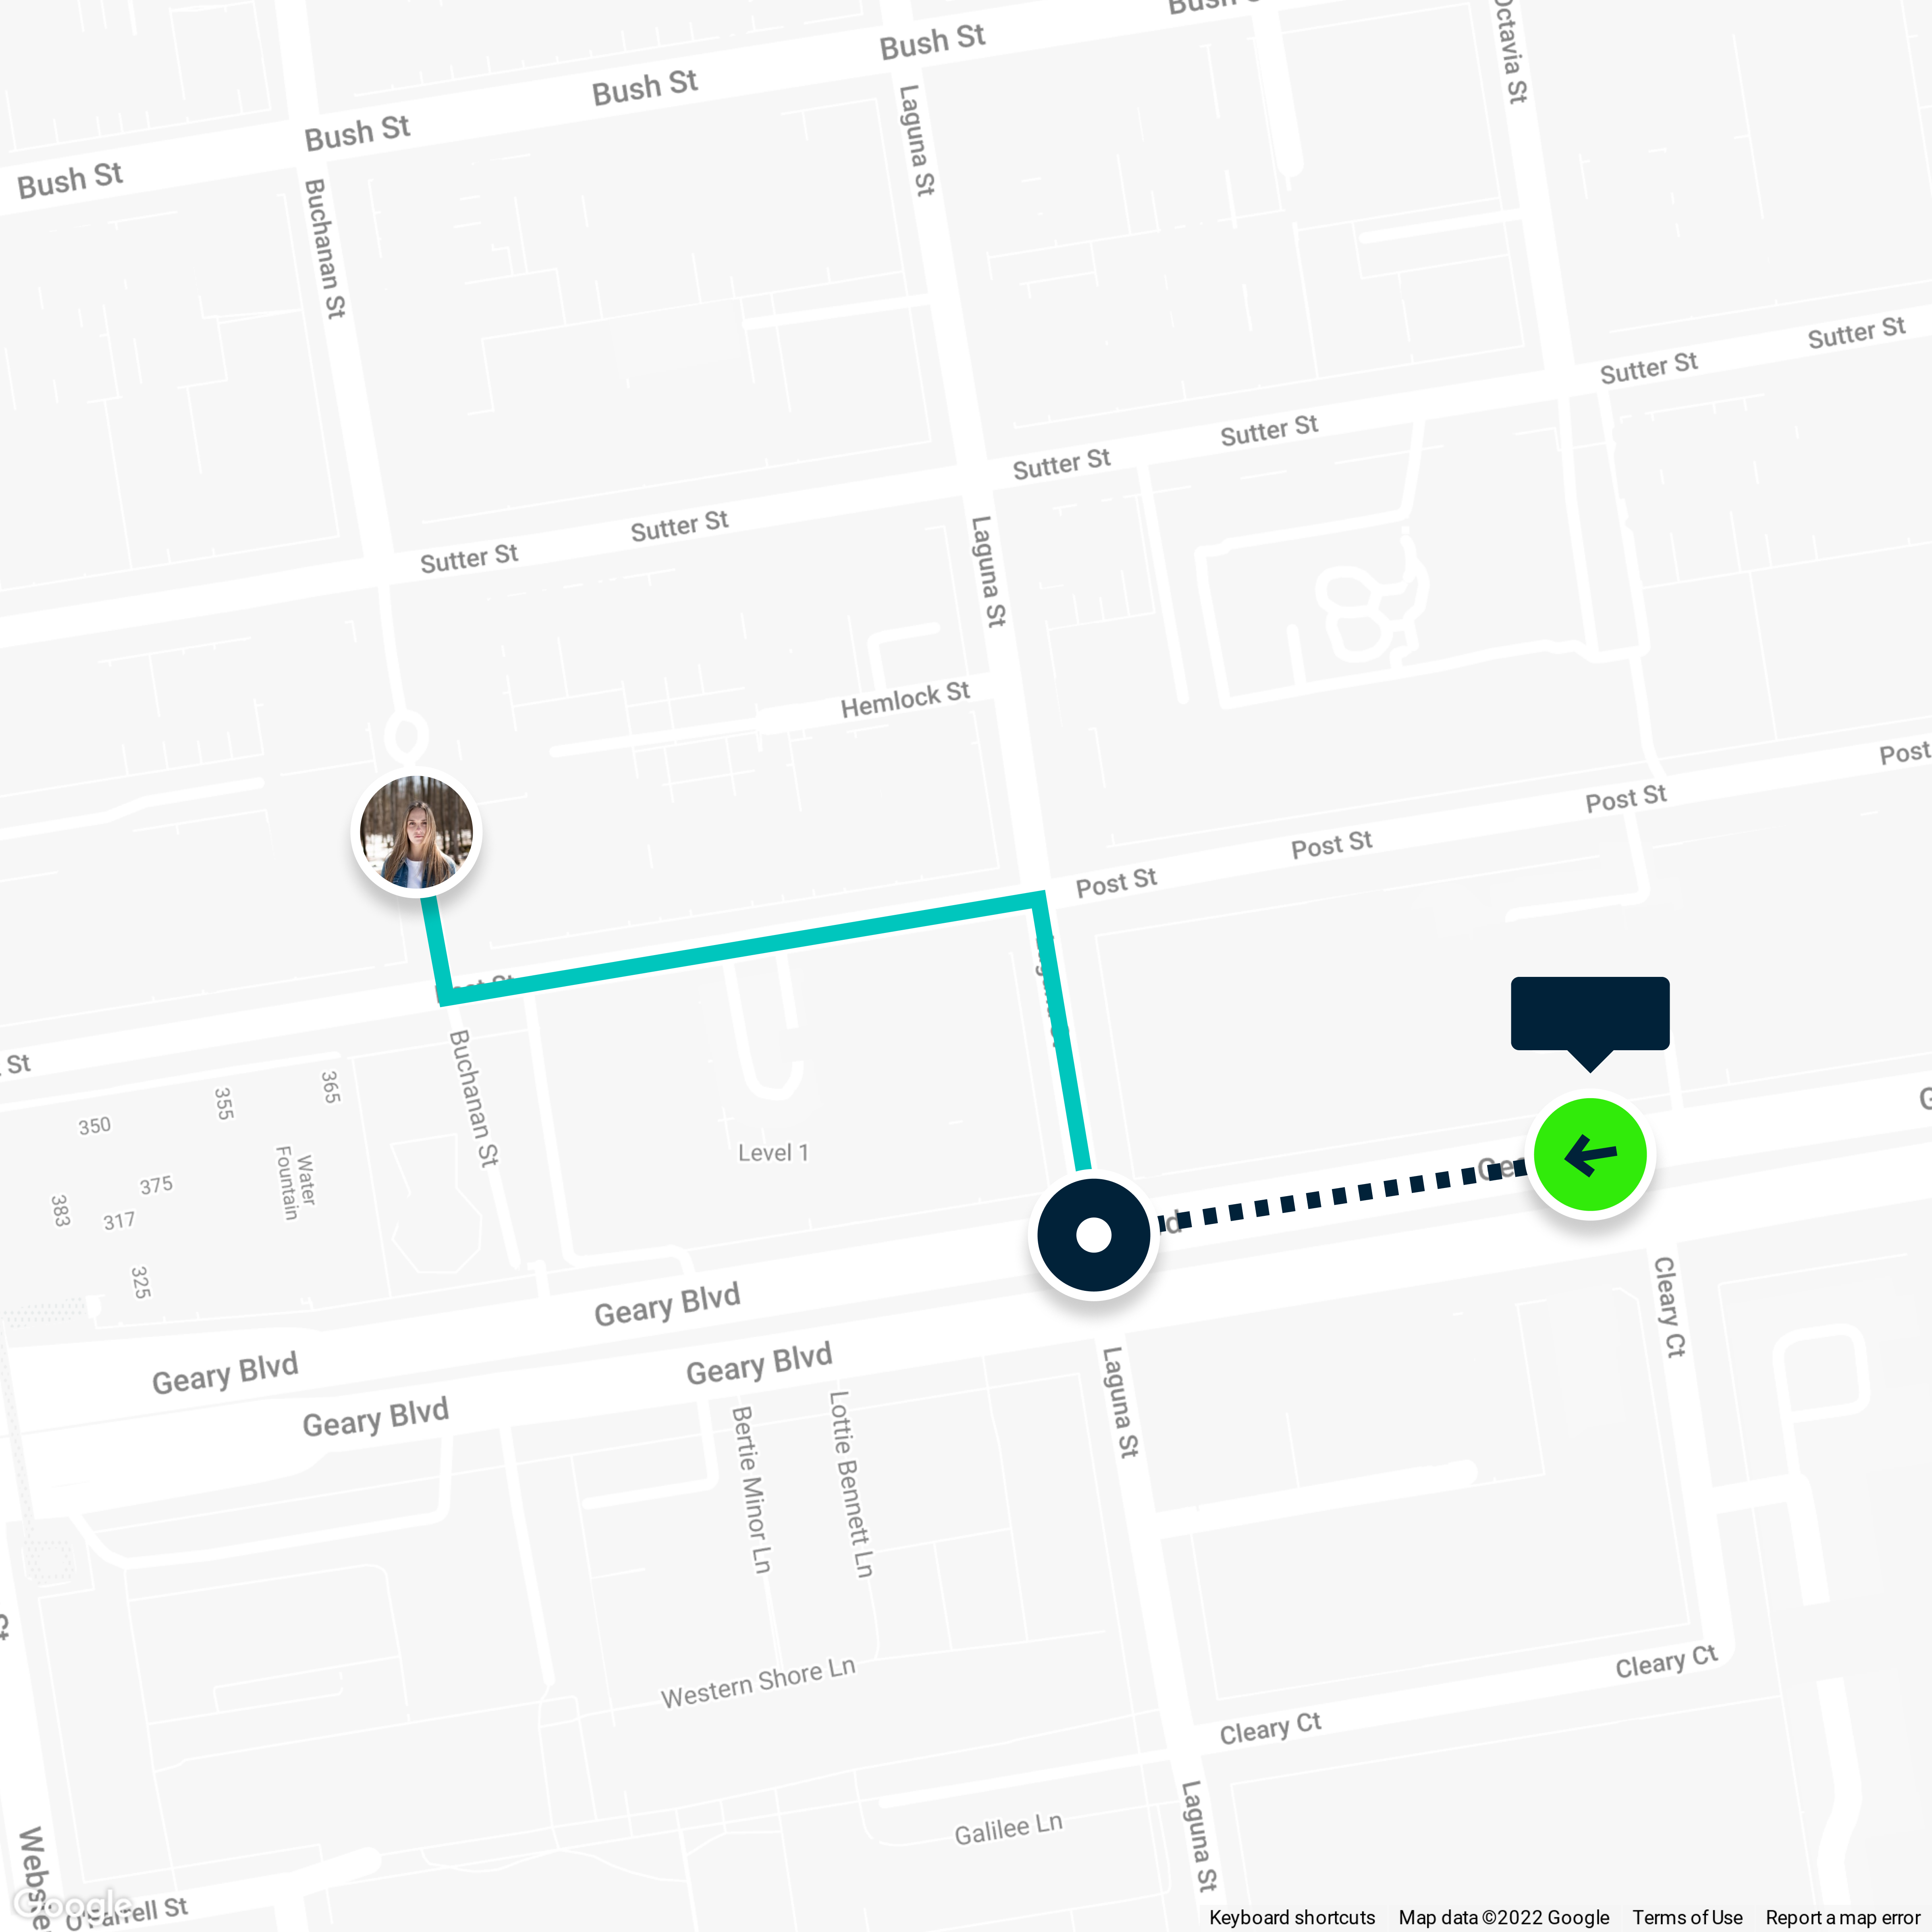 Bush St
Octavia St
Bush St
Bush St
Laguna St
Bush St
Bush St
Buchanan St
Sutter St
Sutter St
Sutter St
Sutter St
Sutter St
Sutter St
Laguna St
Hemlock St
Post
Post St
Post St
Post St
St
Buchanan St
365
355
350
Level 1
Water
Fountain
375
383
317
325
Geary Blvd
Geary Blvd
Geary Blvd
Geary Blvd
Cleary Ct
Laguna St
Bertie Minor Ln
Lottie Bennett Ln
Western Shore Ln
Cleary Ct
Cleary Ct
Galilee Ln
Laguna St
Google
O'Farrell St
Keyboard shortcuts
Map data ©2022 Google
Terms of Use
Report a map error